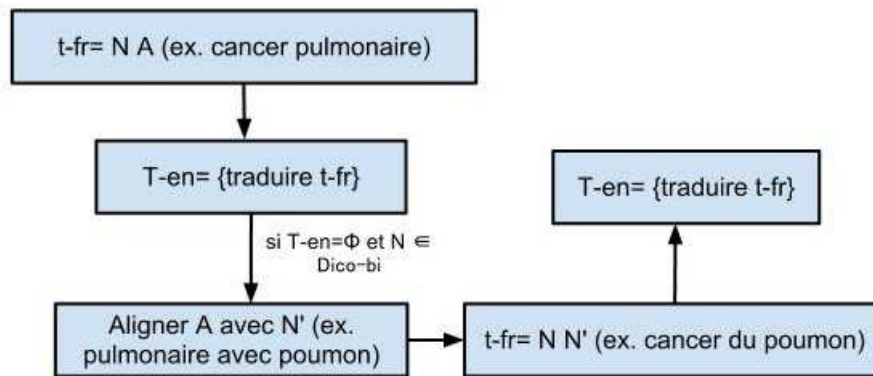 t-fr= N A (ex. cancer pulmonaire)
T-en= {traduire t-fr}
T-en= {traduire t-fr}
si T-en=Φ et N ∈
Dico-bi
Aligner A avec N' (ex.
pulmonaire avec poumon)
t-fr= N N' (ex. cancer du poumon)